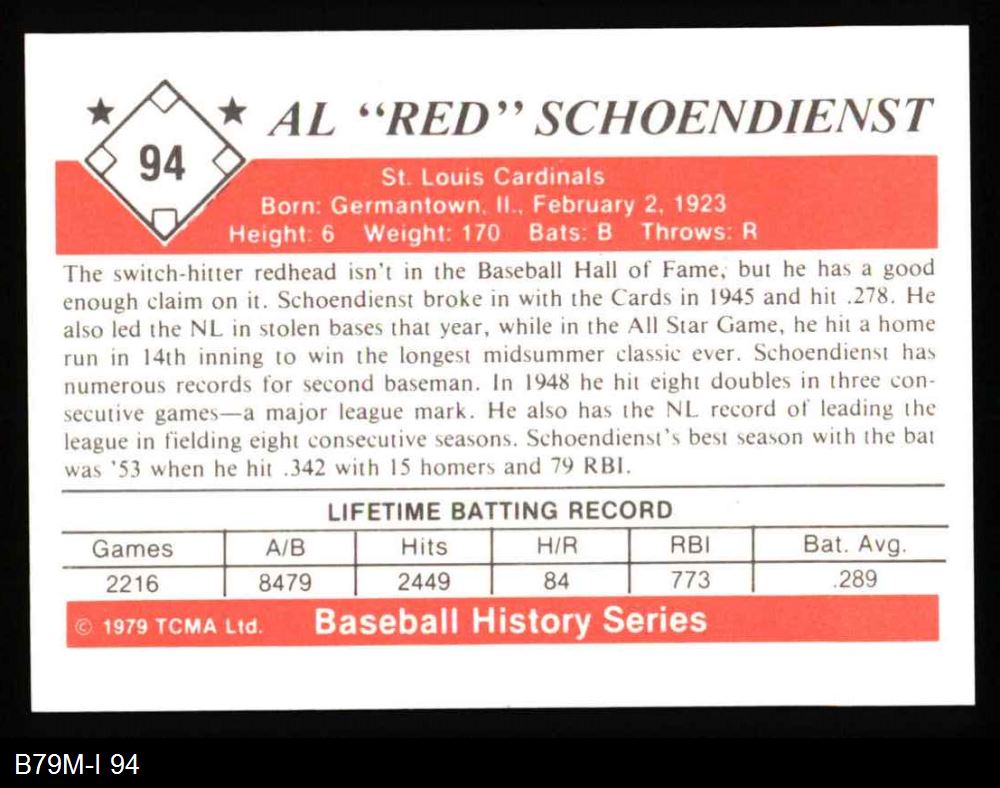 94
AL “RED” SCHOENDIENST
St. Louis Cardinals
Born: Germantown, Il., February 2, 1923
Height: 6 Weight: 170 Bats: B Throws: R
The switch-hitter redhead isn't in the Baseball Hall of Fame, but he has a good
enough claim on it. Schoendienst broke in with the Cards in 1945 and hit .278. He
also led the NL in stolen bases that year, while in the All Star Game, he hit a home
run in 14th inning to win the longest midsummer classic ever. Schoendienst has
numerous records for second baseman. In 1948 he hit eight doubles in three con-
secutive games—a major league mark. He also has the NL record of leading the
league in fielding eight consecutive seasons. Schoendienst's best season with the bat
was '53 when he hit .342 with 15 homers and 79 RBI.
LIFETIME BATTING RECORD
Games A/B Hits H/R RBI Bat. Avg.
2216 8479 2449 84 773 .289
© 1979 TCMA Ltd. Baseball History Series
B79M-I 94